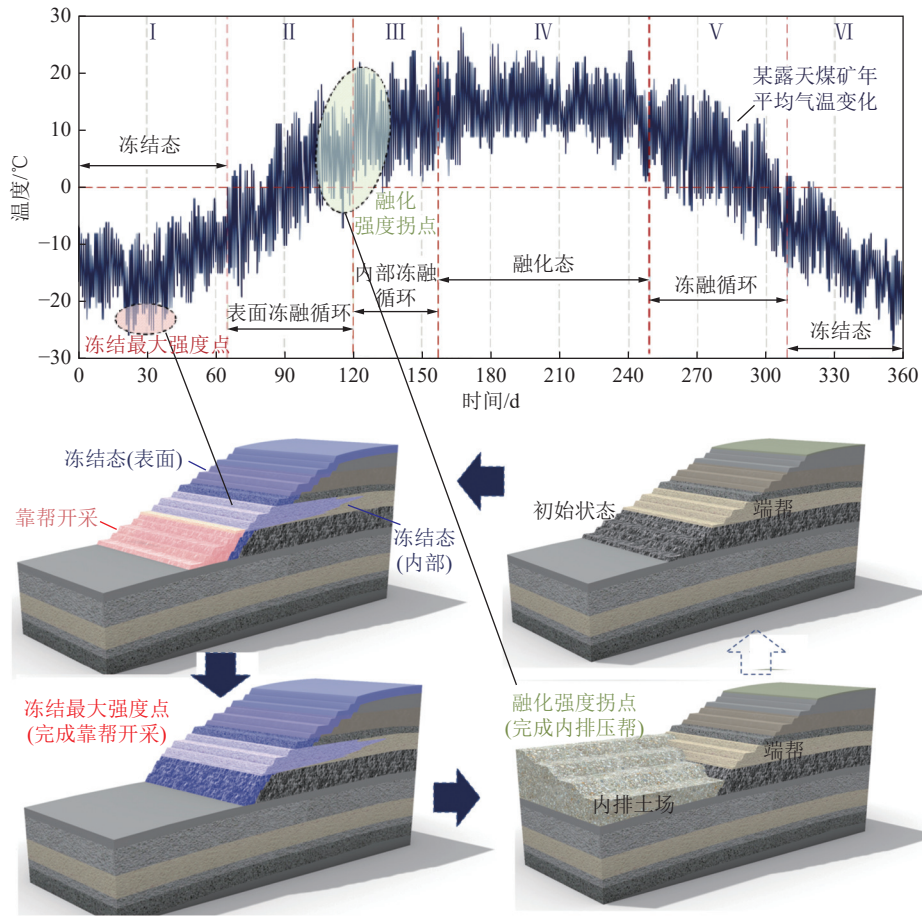 30
20
10
0
−10
−20
−30
温度/℃
Ⅰ
Ⅱ
Ⅲ
Ⅳ
Ⅴ
Ⅵ
某露天煤矿年
平均气温变化
冻结态
融化
强度拐点
内部冻融
循环
融化态
冻融循环
表面冻融循环
冻结态
冻结最大强度点
0
30
60
90
120
150
180
210
240
270
300
330
360
时间/d
冻结态(表面)
靠帮开采
冻结态
(内部)
初始状态
端帮
冻结最大强度点
(完成靠帮开采)
融化强度拐点
(完成内排压帮)
端帮
内排土场